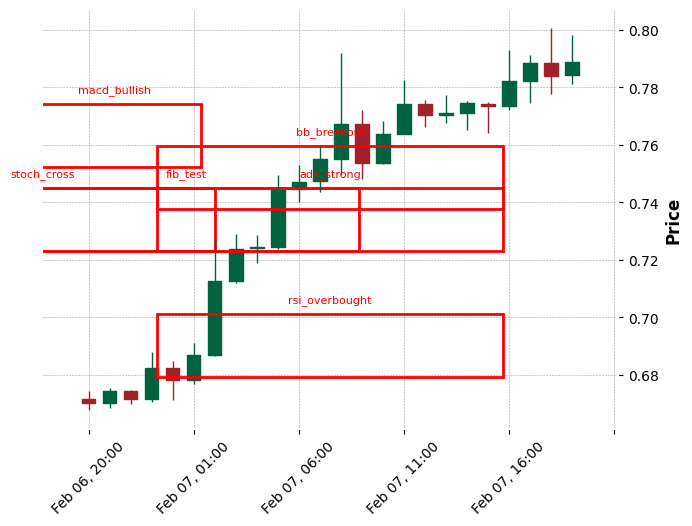 0.80
macd_bullish
0.78
bb_breakout
0.76
stoch_cross
fib_test
adx_strong
0.74
0.72
Price
rsi_overbought
0.70
0.68
Feb 06, 20:00
Feb 07, 01:00
Feb 07, 06:00
Feb 07, 11:00
Feb 07, 16:00